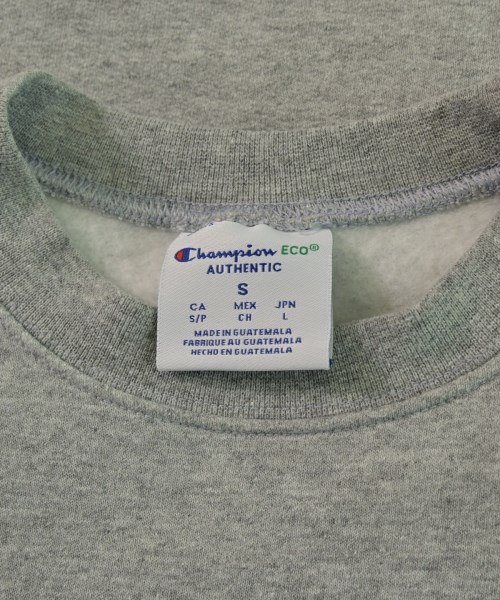 Champion ECO®
AUTHENTIC
S
CA MEX JPN
S/P CH L
MADE IN GUATEMALA
FABRIQUE AU GUATEMALA
HECHO EN GUATEMALA